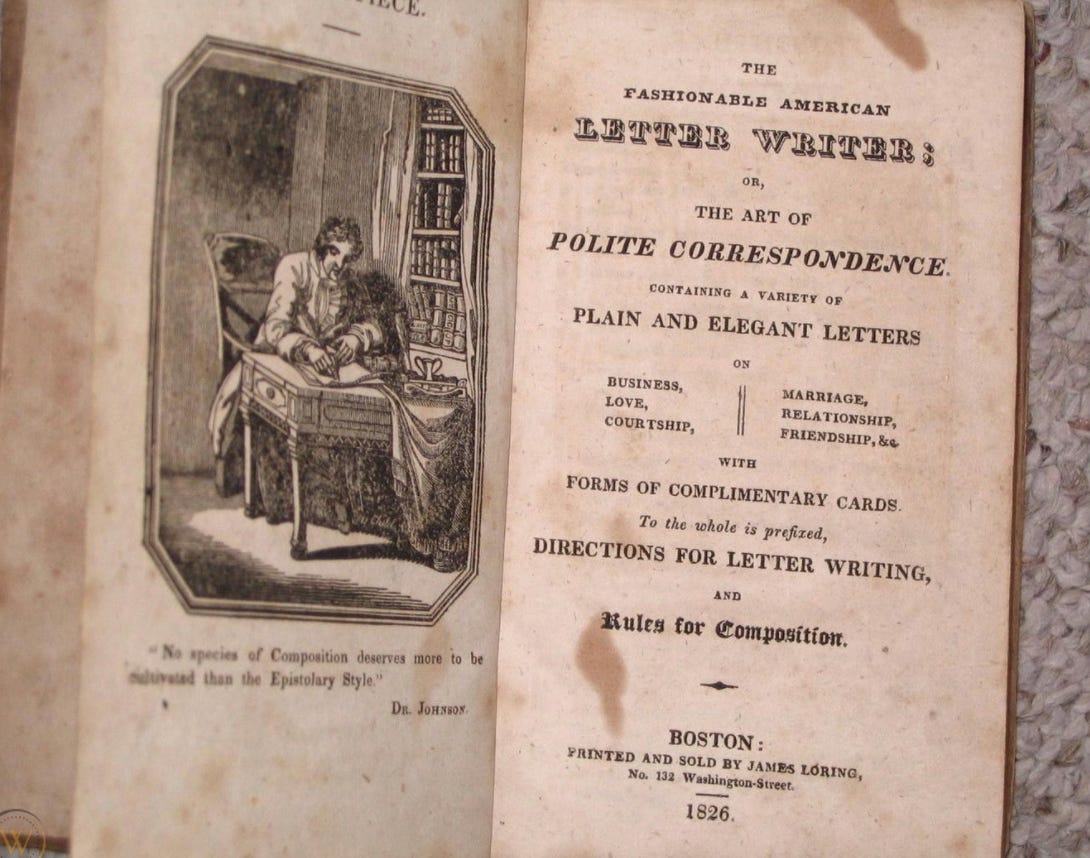 "No species of Composition deserves more to be
cultivated than the Epistolary Style."
Dr. Johnson.
THE
FASHIONABLE AMERICAN
LETTER WRITER;
OR,
THE ART OF
POLITE CORRESPONDENCE.
CONTAINING A VARIETY OF
PLAIN AND ELEGANT LETTERS
ON
BUSINESS,
LOVE,
COURTSHIP,
MARRIAGE,
RELATIONSHIP,
FRIENDSHIP, &c.
WITH
FORMS OF COMPLIMENTARY CARDS.
To the whole is prefixed,
DIRECTIONS FOR LETTER WRITING,
AND
Rules for Composition.
BOSTON:
PRINTED AND SOLD BY JAMES LORING,
No. 132 Washington-Street.
1826.
W